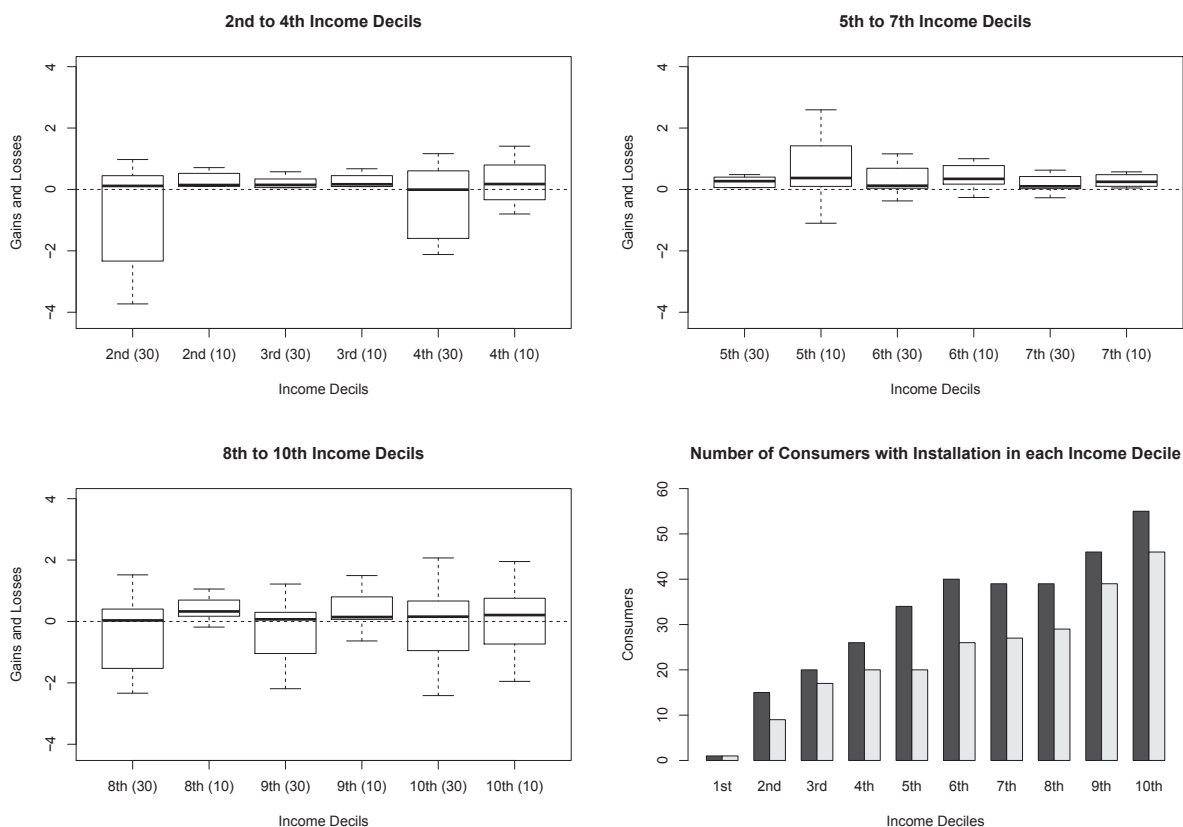 2nd to 4th Income Decils
Gains and Losses
4
2
0
−2
−4
2nd (30) 2nd (10) 3rd (30) 3rd (10) 4th (30) 4th (10)
Income Decils
5th to 7th Income Decils
Gains and Losses
4
2
0
−2
−4
5th (30) 5th (10) 6th (30) 6th (10) 7th (30) 7th (10)
Income Decils
8th to 10th Income Decils
Gains and Losses
4
2
0
−2
−4
8th (30) 8th (10) 9th (30) 9th (10) 10th (30) 10th (10)
Income Decils
Number of Consumers with Installation in each Income Decile
Consumers
60
50
40
30
20
10
0
1st 2nd 3rd 4th 5th 6th 7th 8th 9th 10th
Income Deciles